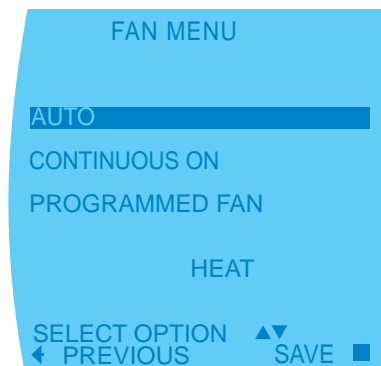 FAN MENU
AUTO
CONTINUOUS ON
PROGRAMMED FAN
HEAT
SELECT OPTION ▲▼
← PREVIOUS SAVE ■